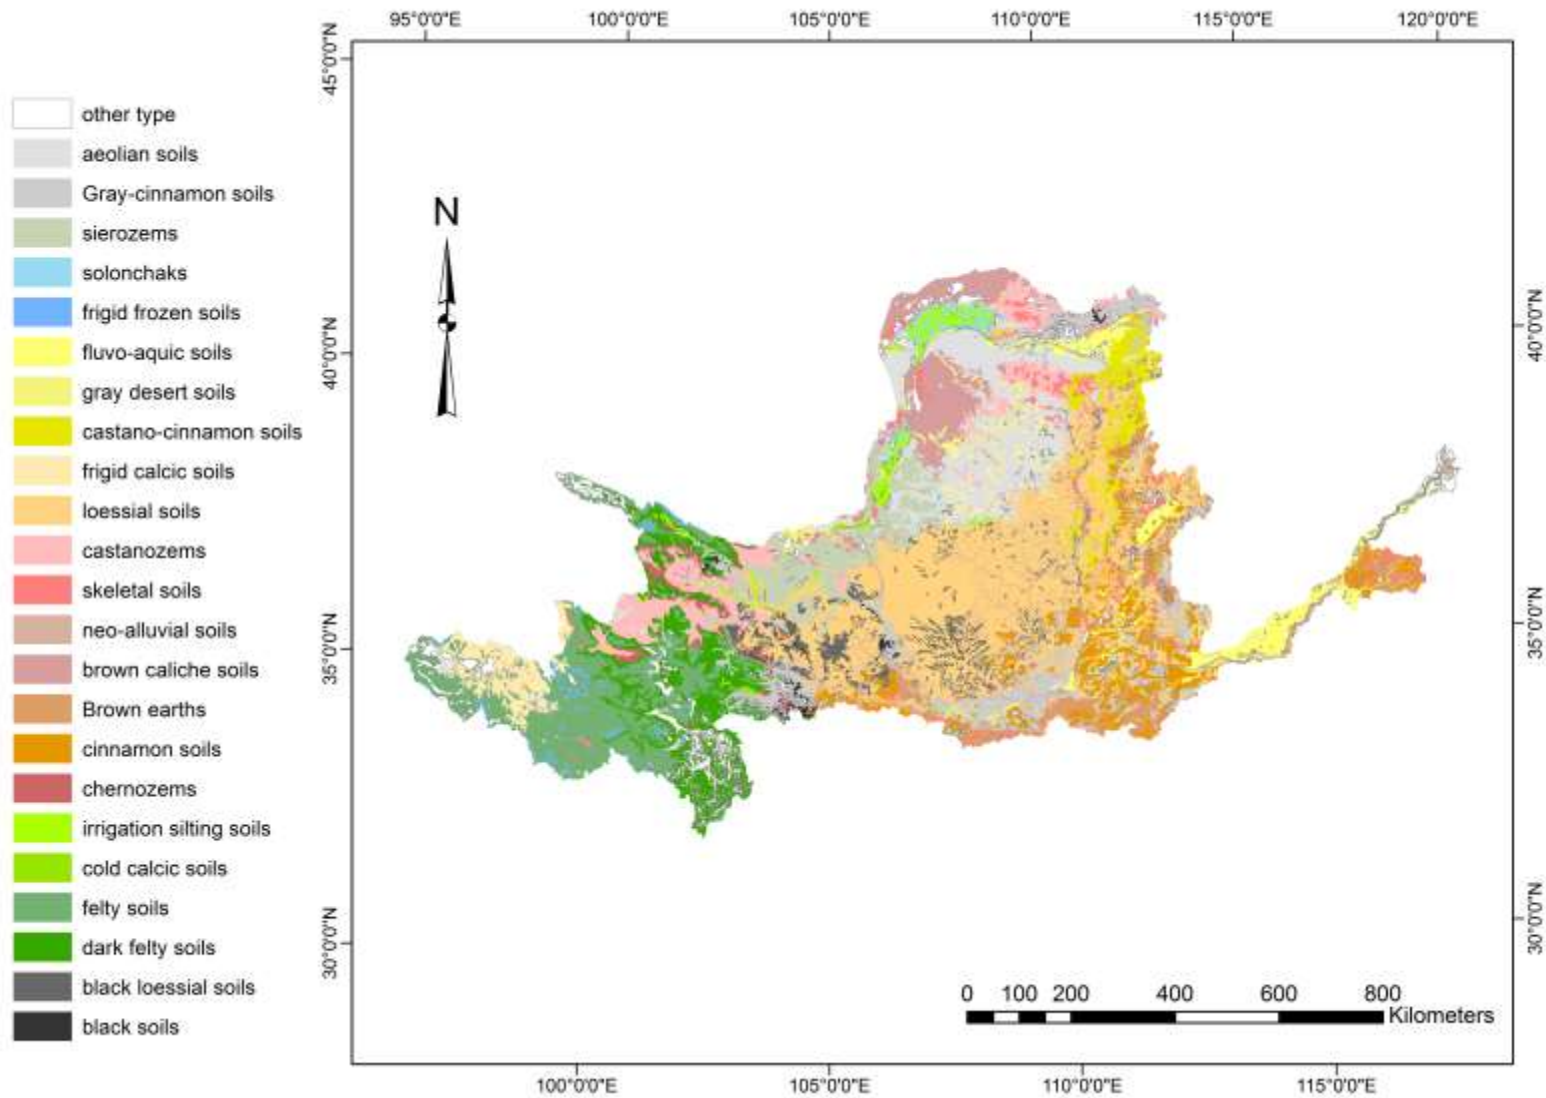 95°0'0"E 100°0'0"E 105°0'0"E 110°0'0"E 115°0'0"E 120°0'0"E
45°0'0"N
other type
aeolian soils
Gray-cinnamon soils
sierozems
solonchaks
frigid frozen soils
fluvo-aquic soils
gray desert soils
castano-cinnamon soils
frigid calcic soils
loessial soils
castanozems
skeletal soils
neo-alluvial soils
brown caliche soils
Brown earths
cinnamon soils
chernozems
irrigation silting soils
cold calcic soils
felty soils
dark felty soils
black loessial soils
black soils
N
40°0'0"N
40°0'0"N
35°0'0"N
35°0'0"N
30°0'0"N
30°0'0"N
0 100 200 400 600 800
Kilometers
100°0'0"E 105°0'0"E 110°0'0"E 115°0'0"E